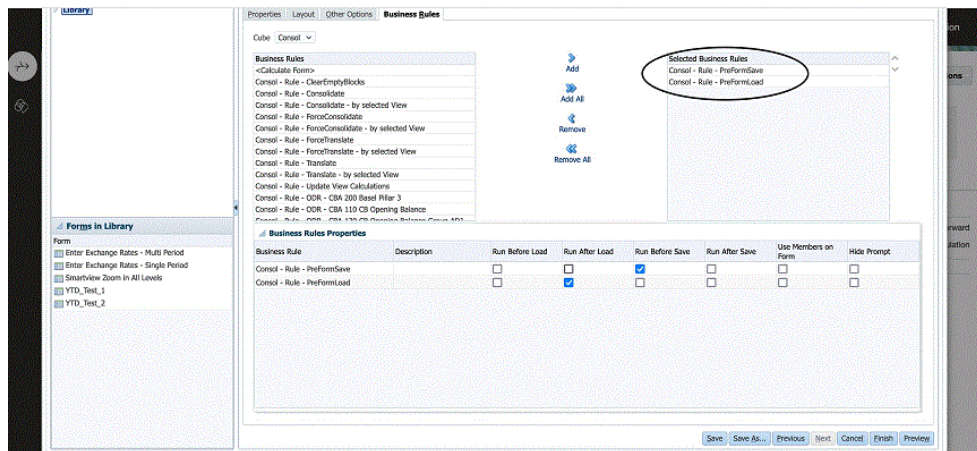 Library
Properties Layout Other Options Business Rules
Cube Consol
Business Rules
<Calculate Form>
Consol - Rule - ClearEmptyBlocks
Consol - Rule - Consolidate
Consol - Rule - Consolidate - by selected View
Consol - Rule - ForceConsolidate
Consol - Rule - ForceConsolidate - by selected View
Consol - Rule - ForceTranslate
Consol - Rule - ForceTranslate - by selected View
Consol - Rule - Translate
Consol - Rule - Translate - by selected View
Consol - Rule - Update View Calculations
Consol - Rule - ODR - CBA 200 Basel Pillar 3
Consol - Rule - ODR - CBA 110 CB Opening Balance
Add
Add All
Remove
Remove All
Selected Business Rules
Consol - Rule - PreFormSave
Consol - Rule - PreFormLoad
Forms in Library
Form
Enter Exchange Rates - Multi Period
Enter Exchange Rates - Single Period
Smartview Zoom in All Levels
YTD_Test_1
YTD_Test_2
Business Rules Properties
Business Rule Description Run Before Load Run After Load Run Before Save Run After Save Use Members on Form Hide Prompt
Consol - Rule - PreFormSave
Consol - Rule - PreFormLoad
Save Save As... Previous Next Cancel Finish Preview